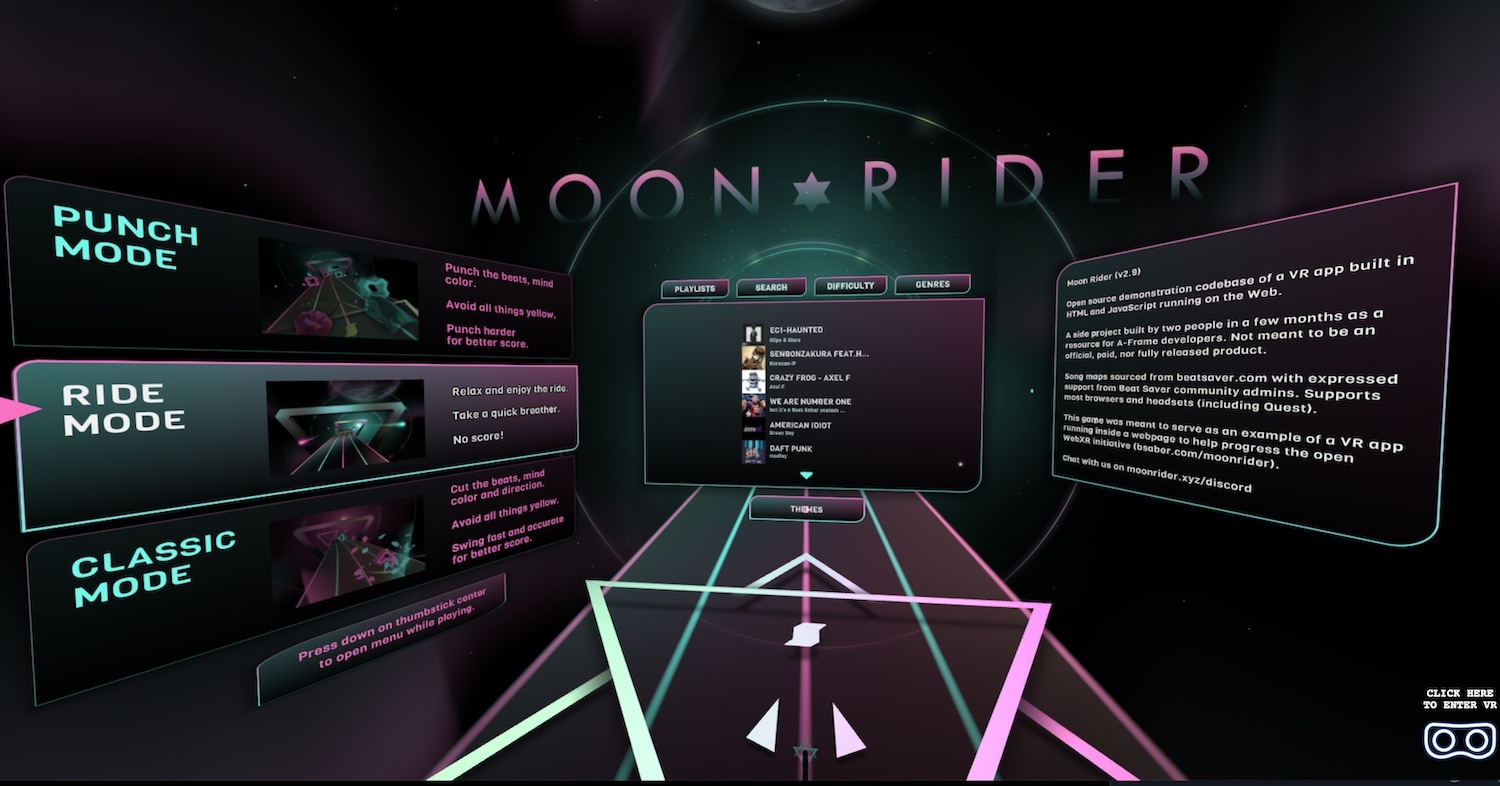 MOON RIDER
PUNCH
MODE
Punch the beats, mind
color.
Avoid all things yellow.
Punch harder
for better score.
RIDE
MODE
Relax and enjoy the ride.
Take a quick breather.
No score!
CLASSIC
MODE
Cut the beats, mind
color and direction.
Avoid all things yellow.
Swing fast and accurate
for better score.
Press down on thumbstick center
to open menu while playing.
PLAYLISTS
SEARCH
DIFFICULTY
GENRES
EGI-HAUNTED
SENBONZAKURA FEAT.H...
Kurousa-P
CRAZY FROG - AXEL F
Axel F
WE ARE NUMBER ONE
but it's a Beat Saber custom ...
AMERICAN IDIOT
Green Day
DAFT PUNK
THEMES
Moon Rider (v2.9)
Open source demonstration codebase of a VR app built in
HTML and JavaScript running on the Web.
A side project built by two people in a few months as a
resource for A-Frame developers. Not meant to be an
official, paid, nor fully released product.
Song maps sourced from beatsaver.com with expressed
support from Beat Saver community admins. Supports
most browsers and headsets (including Quest).
This game was meant to serve as an example of a VR app
running inside a webpage to help progress the open
WebXR initiative (bsaber.com/moonrider).
Chat with us on moonrider.xyz/discord
CLICK HERE
TO ENTER VR